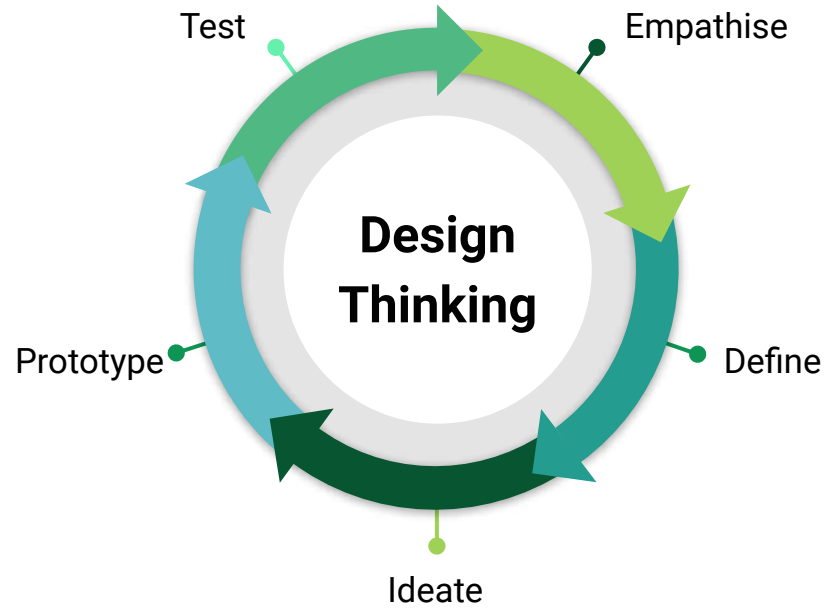 Test
Empathise
Design
Thinking
Prototype
Define
Ideate